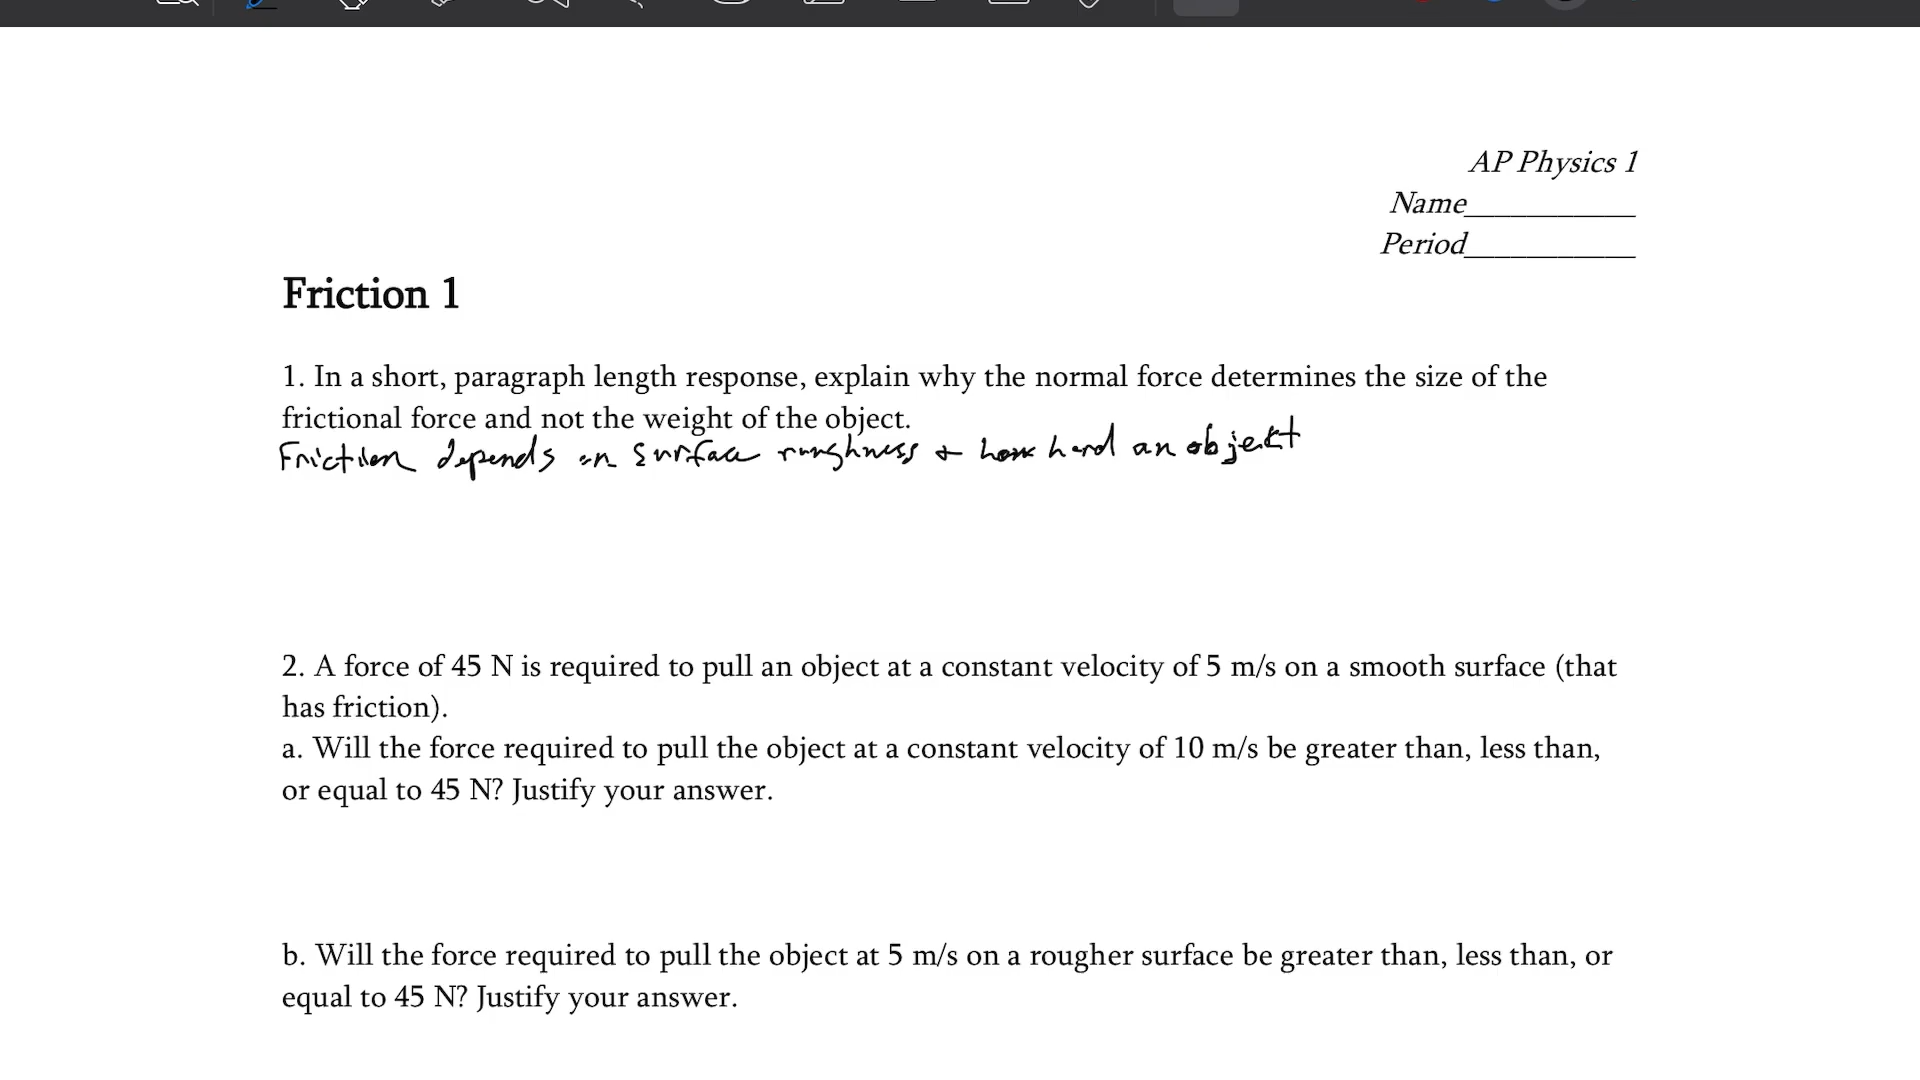 AP Physics 1
Name___________
Period___________
Friction 1
1. In a short, paragraph length response, explain why the normal force determines the size of the
frictional force and not the weight of the object.
Friction depends on surface roughness + how hard an objekt
2. A force of 45 N is required to pull an object at a constant velocity of 5 m/s on a smooth surface (that
has friction).
a. Will the force required to pull the object at a constant velocity of 10 m/s be greater than, less than,
or equal to 45 N? Justify your answer.
b. Will the force required to pull the object at 5 m/s on a rougher surface be greater than, less than, or
equal to 45 N? Justify your answer.